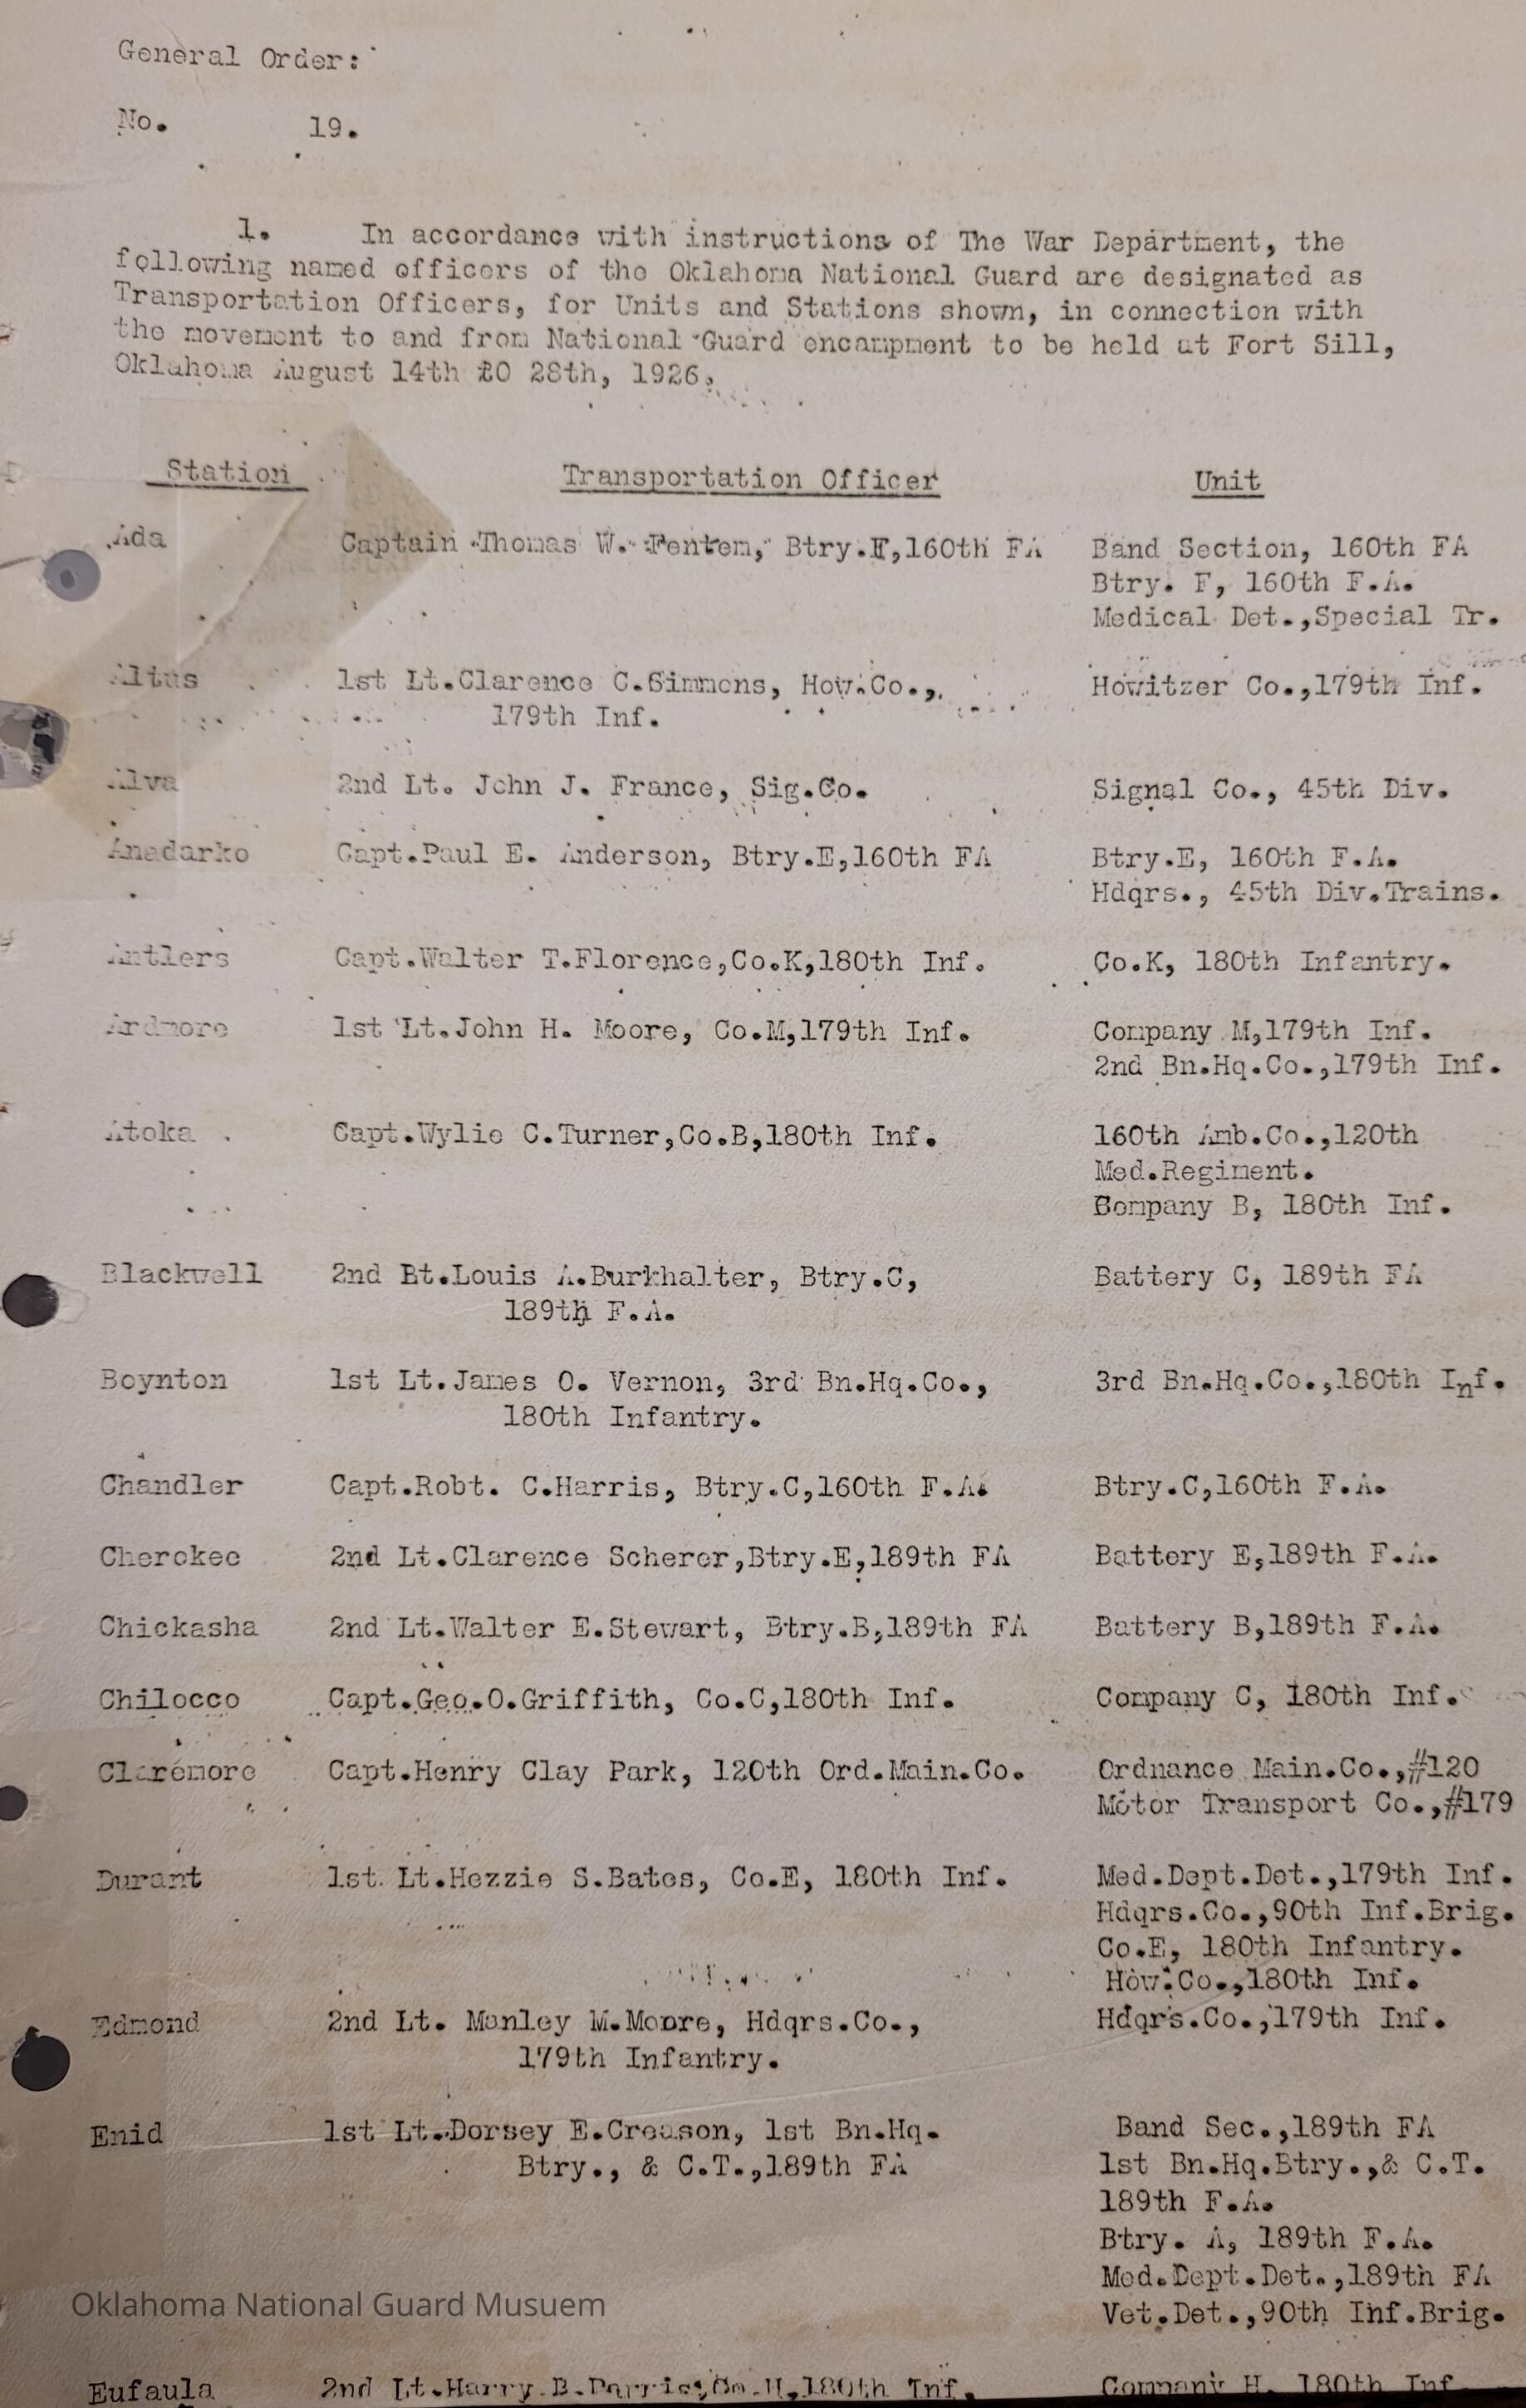 General Order:
No. 19.
1. In accordance with instructions of The War Department, the
following named officers of the Oklahoma National Guard are designated as
Transportation Officers, for Units and Stations shown, in connection with
the movement to and from National Guard encampment to be held at Fort Sill,
Oklahoma August 14th t0 28th, 1926.
Station Transportation Officer Unit
Ada Captain Thomas W. Fentem, Btry.F,160th FA Band Section, 160th FA
Btry. F, 160th F.A.
Medical Det.,Special Tr.
Altus 1st Lt.Clarence C.Simmons, How.Co., Howitzer Co.,179th Inf.
179th Inf.
Alva 2nd Lt. John J. France, Sig.Co. Signal Co., 45th Div.
Anadarko Capt.Paul E. Anderson, Btry.E,160th FA Btry.E, 160th F.A.
Hdqrs., 45th Div.Trains.
Antlers Capt.Walter T.Florence,Co.K,180th Inf. Co.K, 180th Infantry.
Ardmore 1st Lt.John H. Moore, Co.M,179th Inf. Company M,179th Inf.
2nd Bn.Hq.Co.,179th Inf.
Atoka Capt.Wylie C.Turner,Co.B,180th Inf. 160th Amb.Co.,120th
Med.Regiment.
Company B, 180th Inf.
Blackwell 2nd Lt.Louis A.Burkhalter, Btry.C, Battery C, 189th FA
189th F.A.
Boynton 1st Lt.James O. Vernon, 3rd Bn.Hq.Co., 3rd Bn.Hq.Co.,180th Inf.
180th Infantry.
Chandler Capt.Robt. C.Harris, Btry.C,160th F.A. Btry.C,160th F.A.
Cherokee 2nd Lt.Clarence Scherer,Btry.E,189th FA Battery E,189th F.A.
Chickasha 2nd Lt.Walter E.Stewart, Btry.B,189th FA Battery B,189th F.A.
Chilocco Capt.Geo.O.Griffith, Co.C,180th Inf. Company C, 180th Inf.
Claremore Capt.Henry Clay Park, 120th Ord.Main.Co. Ordnance Main.Co.,#120
Motor Transport Co.,#179
Durant 1st. Lt.Hezzie S.Bates, Co.E, 180th Inf. Med.Dept.Det.,179th Inf.
Hdqrs.Co.,90th Inf.Brig.
Co.E, 180th Infantry.
How.Co.,180th Inf.
Edmond 2nd Lt. Manley M.Moore, Hdqrs.Co., Hdqrs.Co.,179th Inf.
179th Infantry.
Enid 1st Lt.Dorsey E.Creason, 1st Bn.Hq. Band Sec.,189th FA
Btry., & C.T.,189th FA 1st Bn.Hq.Btry.,& C.T.
189th F.A.
Btry. A, 189th F.A.
Med.Dept.Det.,189th FA
Vet.Det.,90th Inf.Brig.
Oklahoma National Guard Musuem
Eufaula 2nd Lt.Harry B. Co.H,180th Inf. Company H, 180th Inf